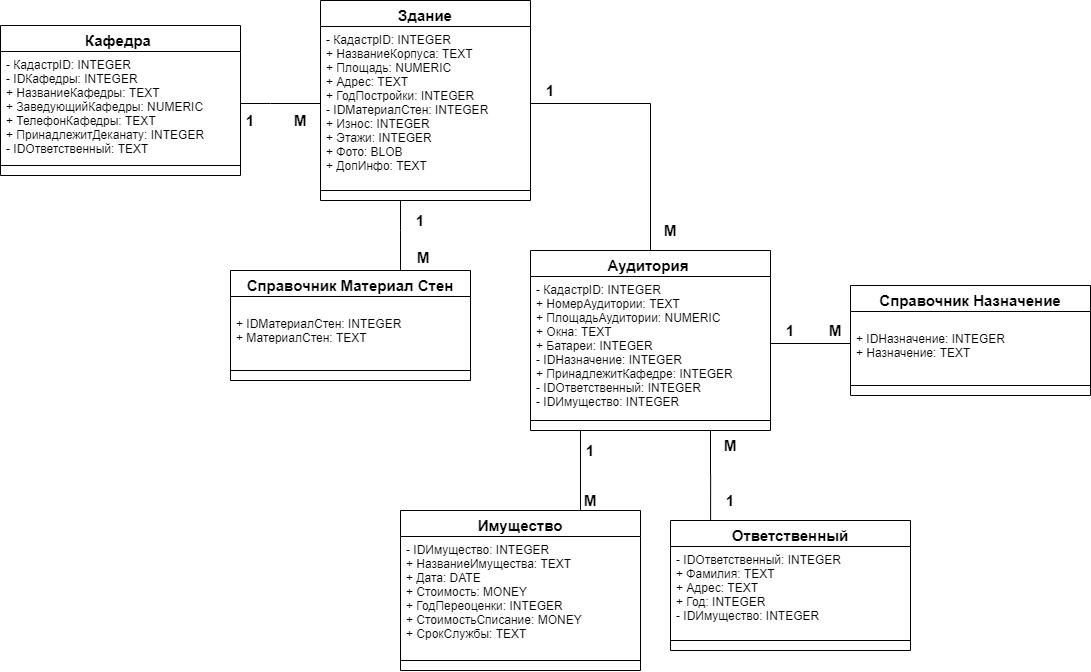 Кафедра
- КадастрID: INTEGER
- IDКафедры: INTEGER
+ НазваниеКафедры: TEXT
+ ЗаведующийКафедры: NUMERIC
+ ТелефонКафедры: TEXT
+ ПринадлежитДеканату: INTEGER
- IDОтветственный: TEXT
1
М
Здание
- КадастрID: INTEGER
+ НазваниеКорпуса: TEXT
+ Площадь: NUMERIC
+ Адрес: TEXT
+ ГодПостройки: INTEGER
- IDМатериалСтен: INTEGER
+ Износ: INTEGER
+ Этажи: INTEGER
+ Фото: BLOB
+ ДопИнфо: TEXT
1
М
1
М
Справочник Материал Стен
+ IDМатериалСтен: INTEGER
+ МатериалСтен: TEXT
Аудитория
- КадастрID: INTEGER
+ НомерАудитории: TEXT
+ ПлощадьАудитории: NUMERIC
+ Окна: TEXT
+ Батареи: INTEGER
- IDНазначение: INTEGER
+ ПринадлежитКафедре: INTEGER
- IDОтветственный: INTEGER
- IDИмущество: INTEGER
1
М
Справочник Назначение
+ IDНазначение: INTEGER
+ Назначение: TEXT
1
М
М
1
Имущество
- IDИмущество: INTEGER
+ НазваниеИмущества: TEXT
+ Дата: DATE
+ Стоимость: MONEY
+ ГодПереоценки: INTEGER
+ СтоимостьСписание: MONEY
+ СрокСлужбы: TEXT
Ответственный
- IDОтветственный: INTEGER
+ Фамилия: TEXT
+ Адрес: TEXT
+ Год: INTEGER
- IDИмущество: INTEGER